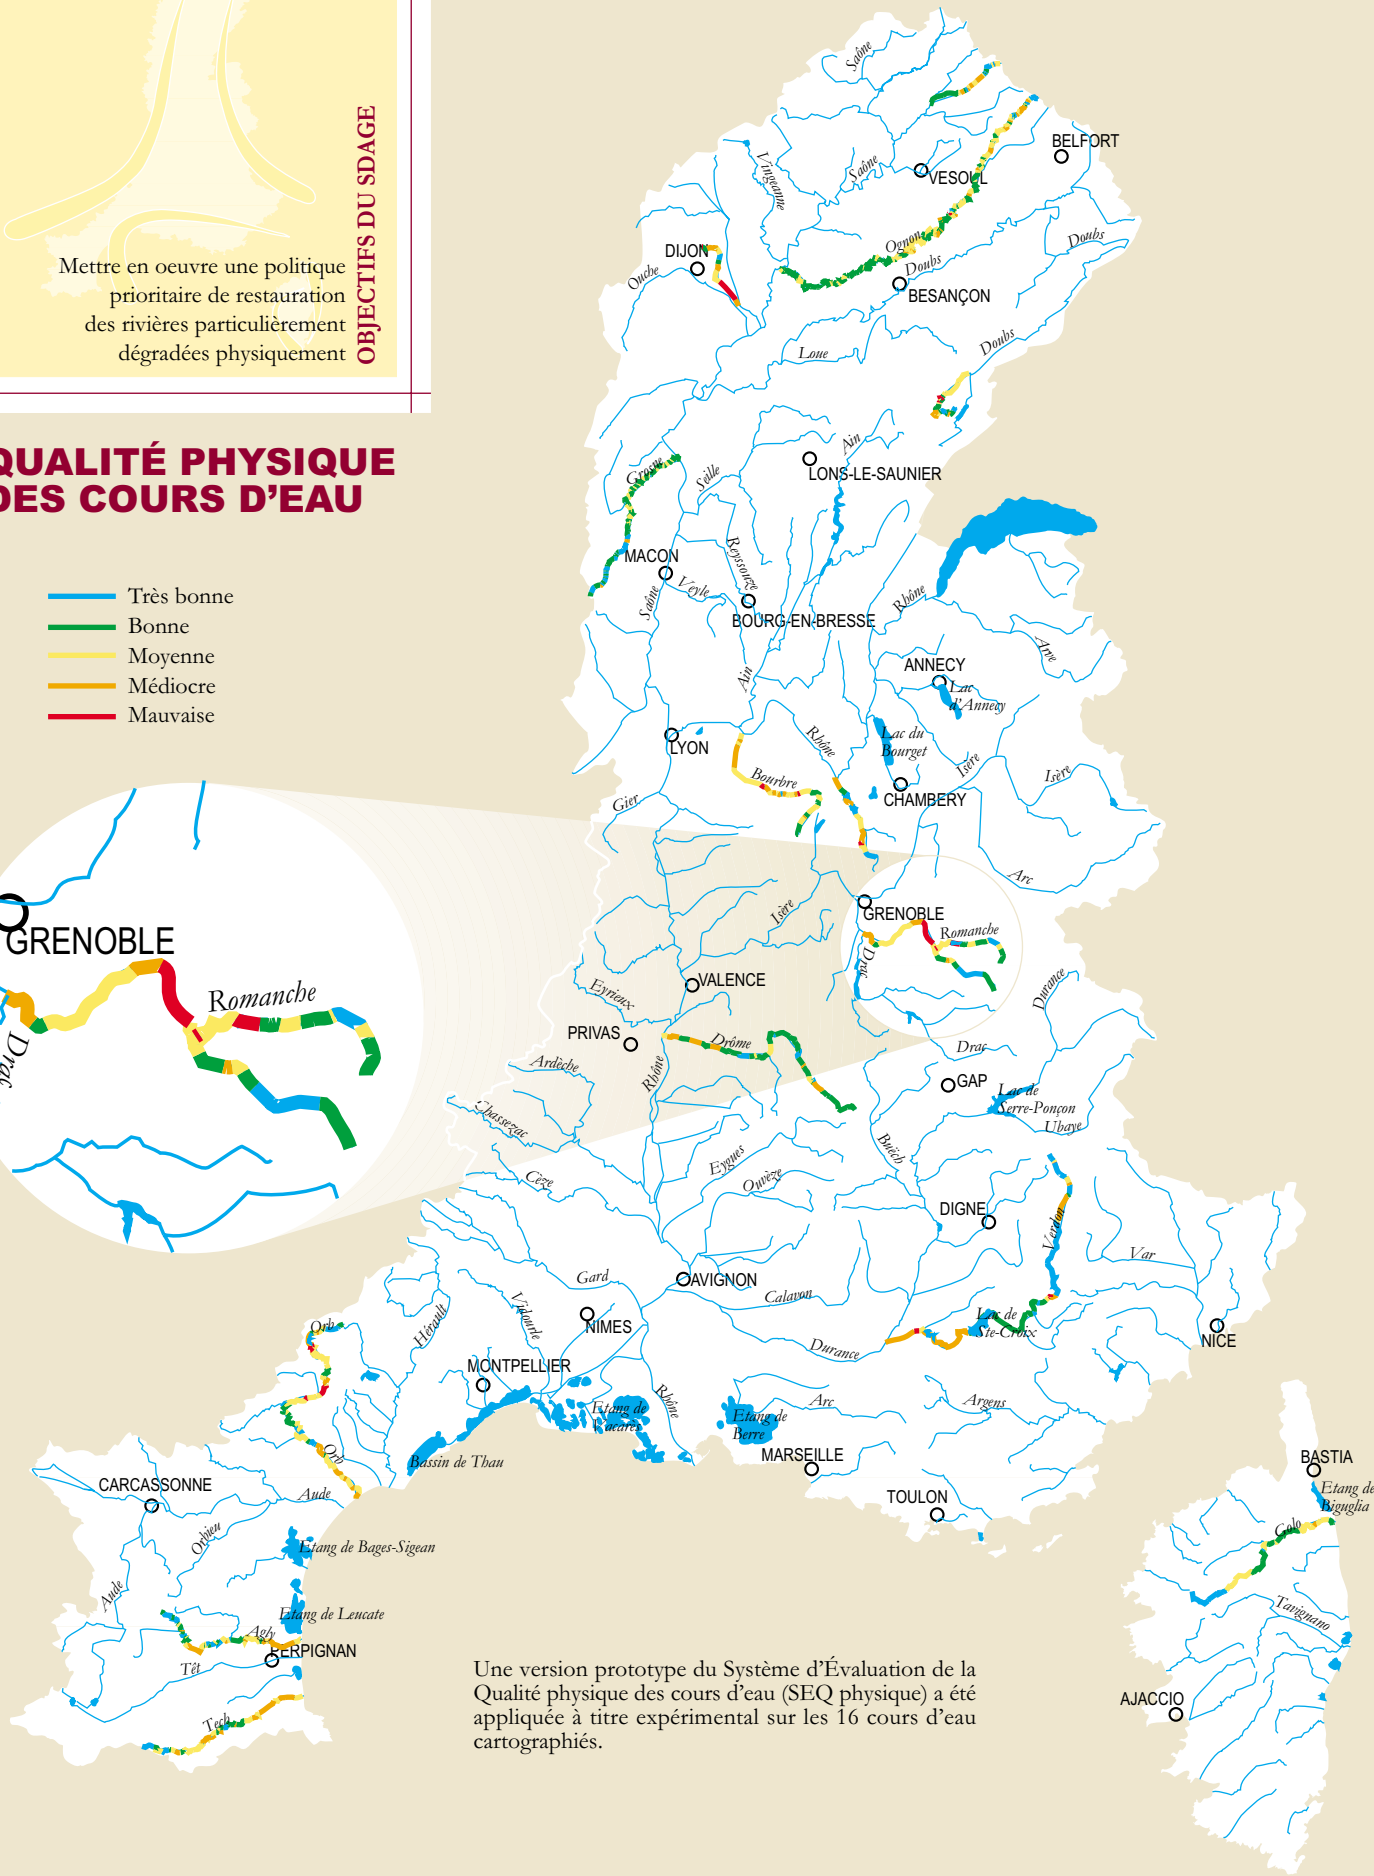 Mettre en oeuvre une politique
prioritaire de restauration
des rivières particulièrement
dégradées physiquement
OBJECTIFS DU SDAGE
QUALITÉ PHYSIQUE
DES COURS D'EAU
Très bonne
Bonne
Moyenne
Médiocre
Mauvaise
GRENOBLE
Romanche
Drac
Saône
BELFORT
Vingeanne
Saône
VESOUL
Ognon
Doubs
DIJON
Ouche
Doubs
BESANÇON
Loue
Doubs
Ain
LONS-LE-SAUNIER
Grosne
Seille
MACON
Reyssouze
Veyle
Saône
BOURG-EN-BRESSE
Rhône
Arve
ANNECY
Lac
d'Annecy
Ain
LYON
Rhône
Lac du
Bourget
Isère
Isère
Bourbre
CHAMBERY
Gier
Arc
Isère
GRENOBLE
Romanche
Drac
VALENCE
Eyrieux
Durance
PRIVAS
Drôme
Drac
Ardèche
Rhône
GAP
Lac de
Serre-Ponçon
Ubaye
Chassezac
Buëch
Eygues
Ouvèze
Cèze
DIGNE
Verdon
Var
Gard
AVIGNON
Calavon
Vidourle
Hérault
NIMES
Lac de
Ste-Croix
NICE
Orb
Durance
MONTPELLIER
Rhône
Etang de
Vacarès
Etang de
Berre
Arc
Argens
Orb
Bassin de Thau
MARSEILLE
BASTIA
CARCASSONNE
Aude
TOULON
Etang de
Biguglia
Orbieu
Golo
Etang de Bages-Sigean
Aude
Etang de Leucate
Tavignano
Agly
PERPIGNAN
Têt
Tech
AJACCIO
Une version prototype du Système d'Évaluation de la
Qualité physique des cours d'eau (SEQ physique) a été
appliquée à titre expérimental sur les 16 cours d'eau
cartographiés.